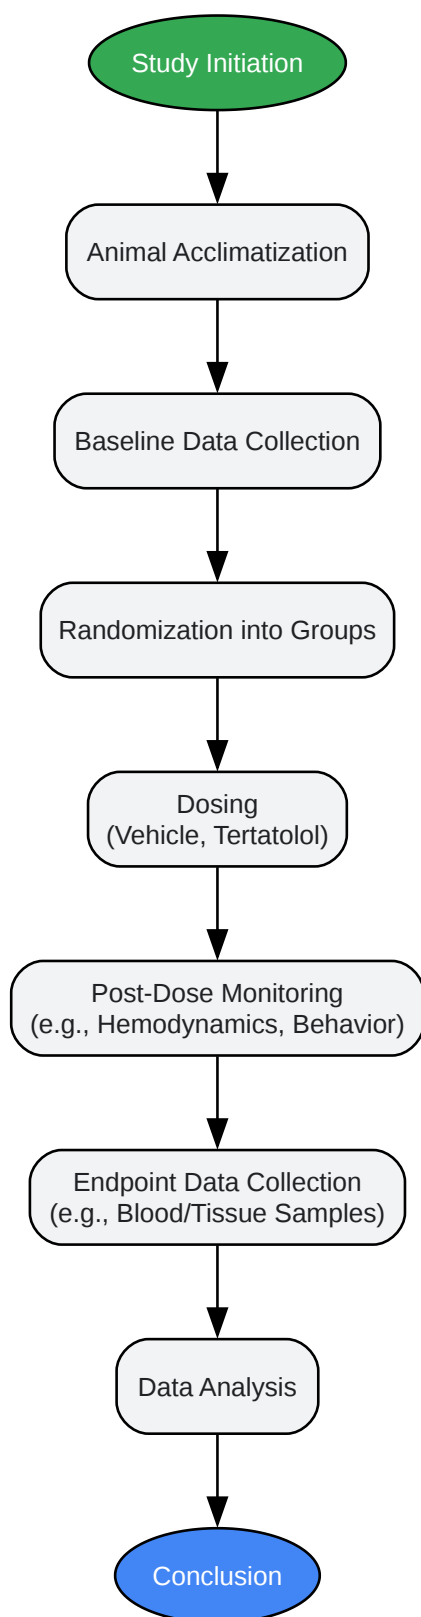 Study Initiation
Animal Acclimatization
Baseline Data Collection
Randomization into Groups
Dosing
(Vehicle, Tertatolol)
Post-Dose Monitoring
(e.g., Hemodynamics, Behavior)
Endpoint Data Collection
(e.g., Blood/Tissue Samples)
Data Analysis
Conclusion